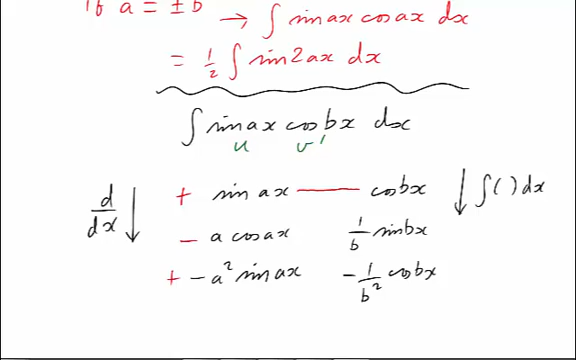 If a = ± b → ∫ sin ax cos ax dx
= 1/2 ∫ sin 2ax dx
∫ sin ax cos bx dx
u v'
d/dx ↓ + sin ax — cos bx ↓ ∫( ) dx
− a cos ax 1/b sin bx
+ −a² sin ax −1/b² cos bx